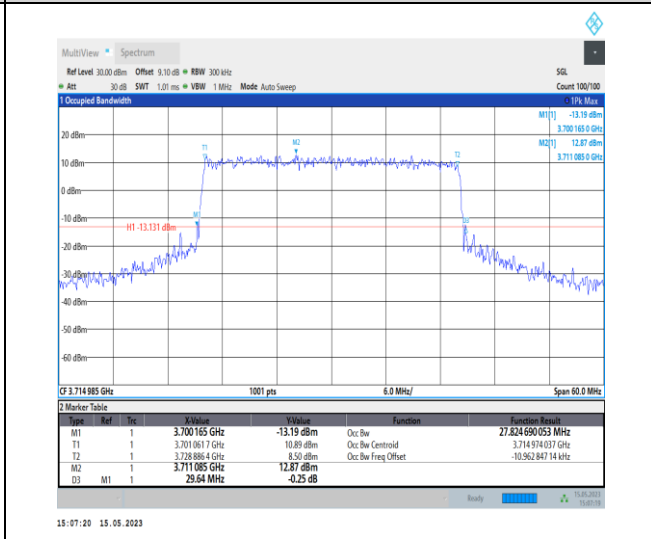 MultiView Spectrum
Ref Level 30.00 dBm Offset 9.10 dB RBW 300 kHz SGL
Att 30 dB SWT 1.01 ms VBW 1 MHz Mode Auto Sweep Count 100/100
1 Occupied Bandwidth 1Pk Max
M1[1] -13.19 dBm
3.700 165 0 GHz
M2[1] 12.87 dBm
3.711 085 0 GHz
20 dBm
T1 M2 T2
10 dBm
0 dBm
-10 dBm
M1 D3
H1 -13.131 dBm
-20 dBm
-30 dBm
-40 dBm
-50 dBm
-60 dBm
CF 3.714 985 GHz 1001 pts 6.0 MHz/ Span 60.0 MHz
2 Marker Table
Type Ref Trc X-Value Y-Value Function Function Result
M1 1 3.700165 GHz -13.19 dBm Occ Bw 27.824 690 053 MHz
T1 1 3.701 061 7 GHz 10.89 dBm Occ Bw Centroid 3.714 974 037 GHz
T2 1 3.728 886 4 GHz 8.50 dBm Occ Bw Freq Offset -10.962 847 14 kHz
M2 1 3.711 085 GHz 12.87 dBm
D3 M1 1 29.64 MHz -0.25 dB
Ready 15.05.2023
15:07:19
15:07:20 15.05.2023